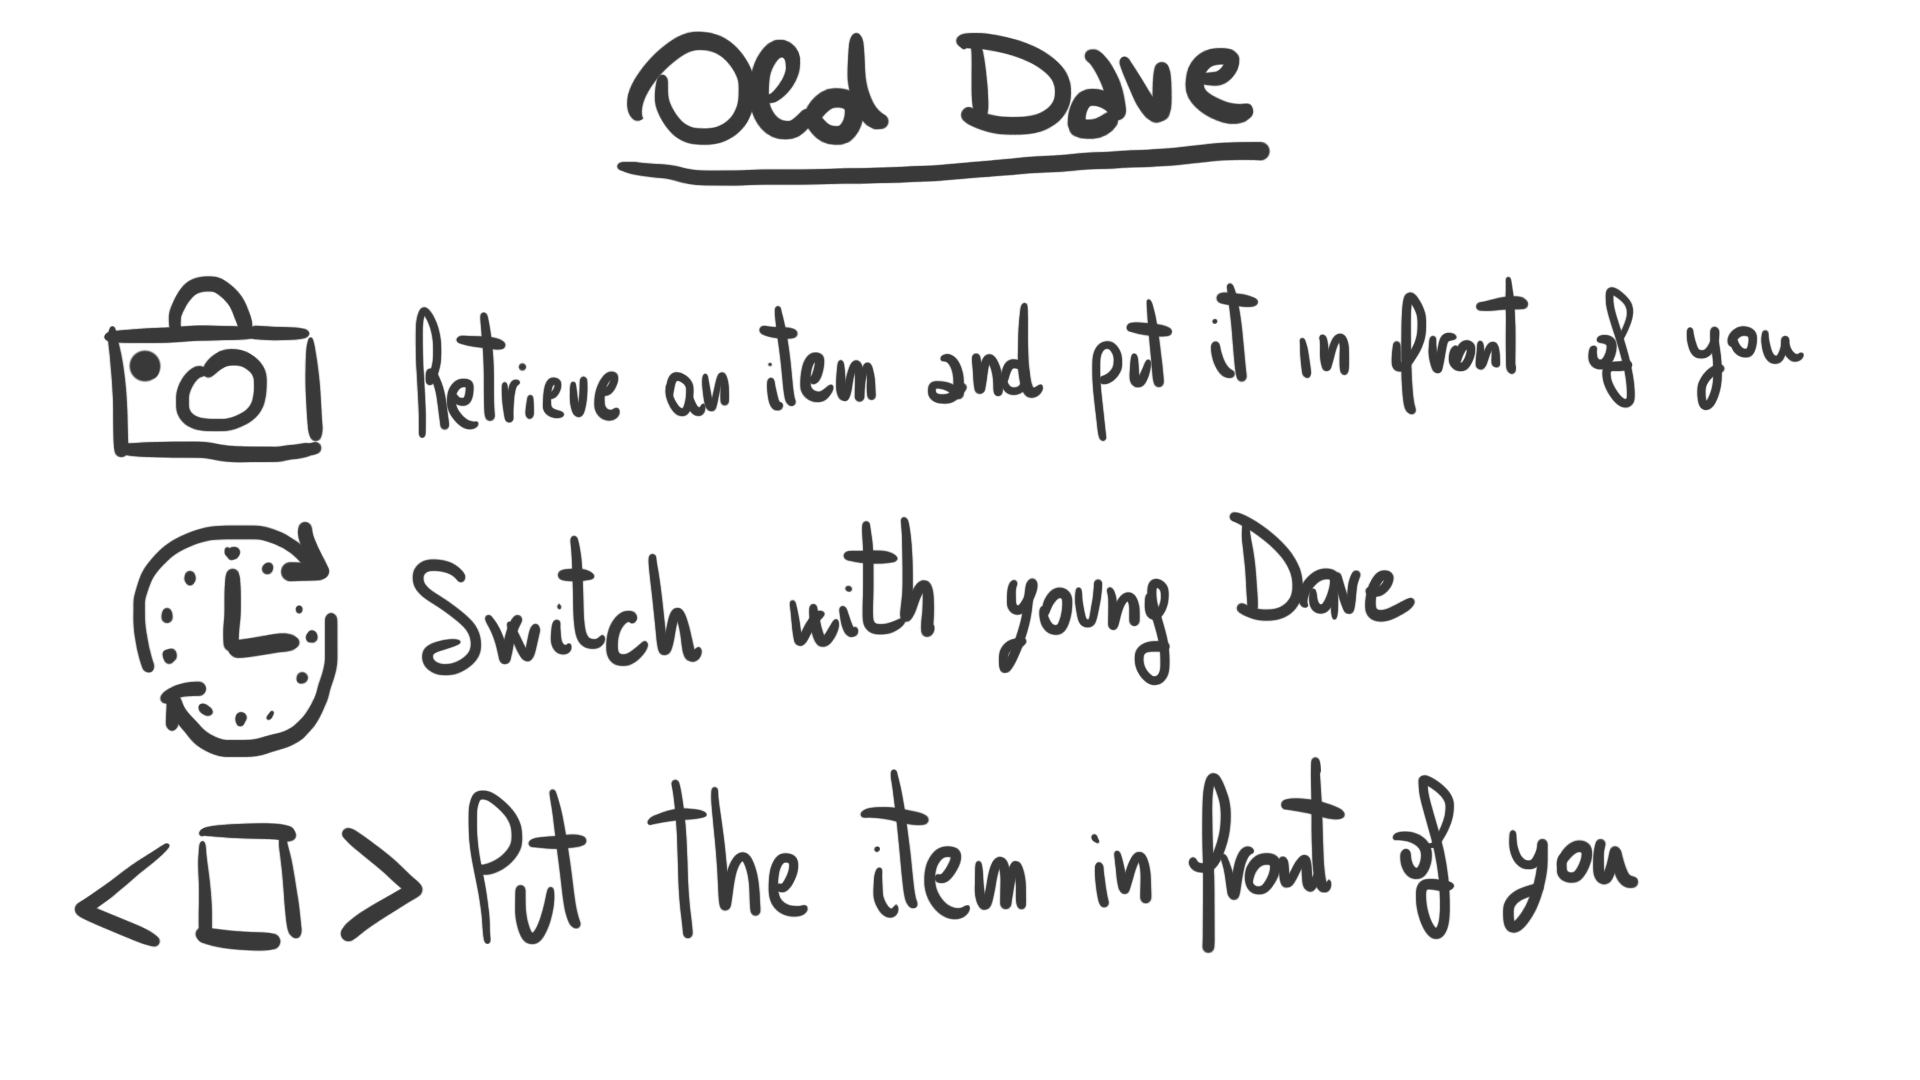 Old Dave
Retrieve an item and put it in front of you
Switch with young Dave
Put the item in front of you